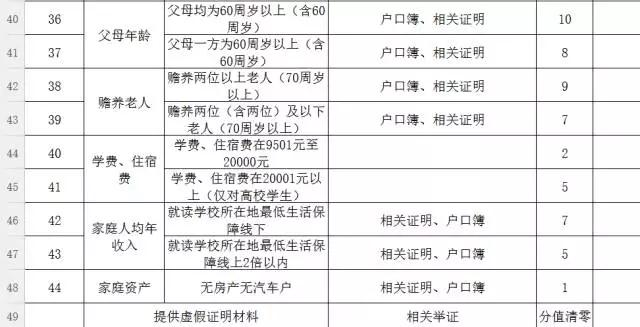 40 36 父母年龄 父母均为60周岁以上（含60
周岁） 户口簿、相关证明 10
41 37 父母一方为60周岁以上（含
60周岁） 户口簿、相关证明 8
42 38 赡养老人 赡养两位以上老人（70周岁
以上） 户口簿、相关证明 9
43 39 赡养两位（含两位）及以下
老人（70周岁以上） 户口簿、相关证明 7
44 40 学费、住宿
费 学费、住宿费在9501元至
20000元 2
45 41 学费、住宿费在20001元以
上（仅对高校学生） 5
46 42 家庭人均年
收入 就读学校所在地最低生活保
障线下 相关证明、户口簿 7
47 43 就读学校所在地最低生活保
障线上2倍以内 相关证明、户口簿 5
48 44 家庭资产 无房产无汽车户 相关证明、户口簿 1
49 提供虚假证明材料 相关举证 分值清零